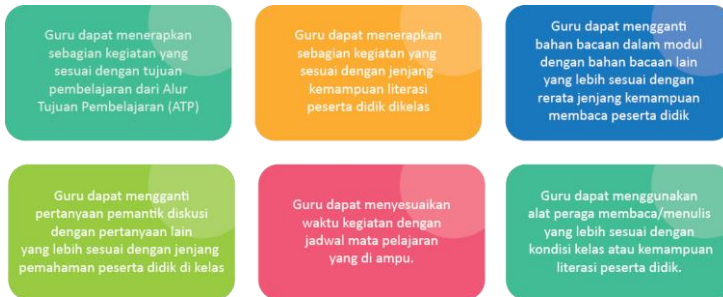 Guru dapat menerapkan
sebagian kegiatan yang
sesuai dengan tujuan
pembelajaran dari Alur
Tujuan Pembelajaran (ATP)
Guru dapat menerapkan
sebagian kegiatan yang
sesuai dengan jenjang
kemampuan literasi
peserta didik dikelas
Guru dapat mengganti
bahan bacaan dalam modul
dengan bahan bacaan lain
yang lebih sesuai dengan
rerata jenjang kemampuan
membaca peserta didik
Guru dapat mengganti
pertanyaan pemantik diskusi
dengan pertanyaan lain
yang lebih sesuai dengan jenjang
pemahaman peserta didik di kelas
Guru dapat menyesuaikan
waktu kegiatan dengan
jadwal mata pelajaran
yang di ampu.
Guru dapat menggunakan
alat peraga membaca/menulis
yang lebih sesuai dengan
kondisi kelas atau kemampuan
literasi peserta didik.